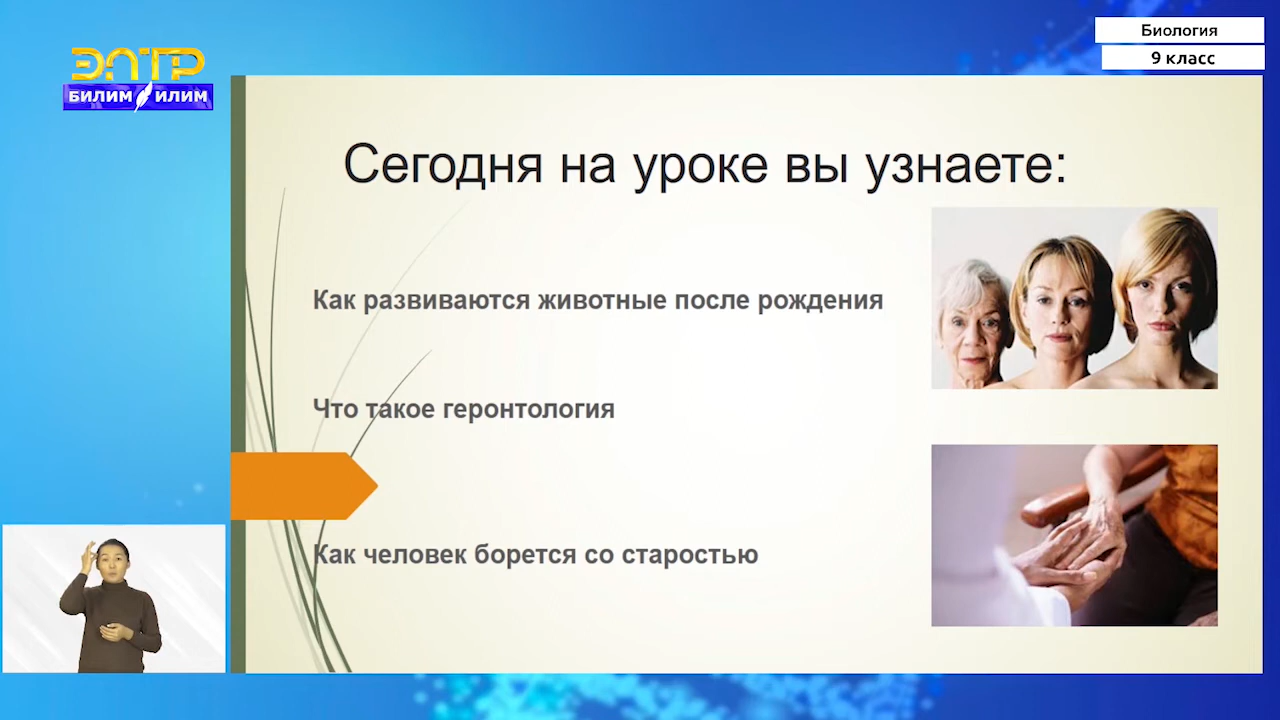 Биология
9 класс
ЭЛТР
БИЛИМ ИЛИМ
Сегодня на уроке вы узнаете:
Как развиваются животные после рождения
Что такое геронтология
Как человек борется со старостью